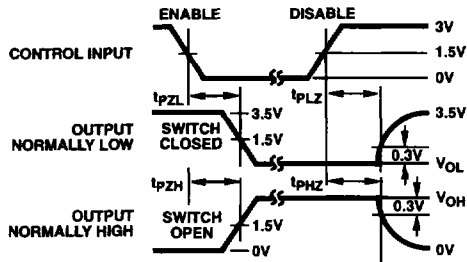 ENABLE DISABLE
CONTROL INPUT
3V
1.5V
0V
tPZL tPLZ
OUTPUT
NORMALLY LOW
SWITCH
CLOSED
3.5V
1.5V
3.5V
0.3V
VOL
tPZH tPHZ
OUTPUT
NORMALLY HIGH
SWITCH
OPEN
1.5V
0V
VOH
0.3V
0V